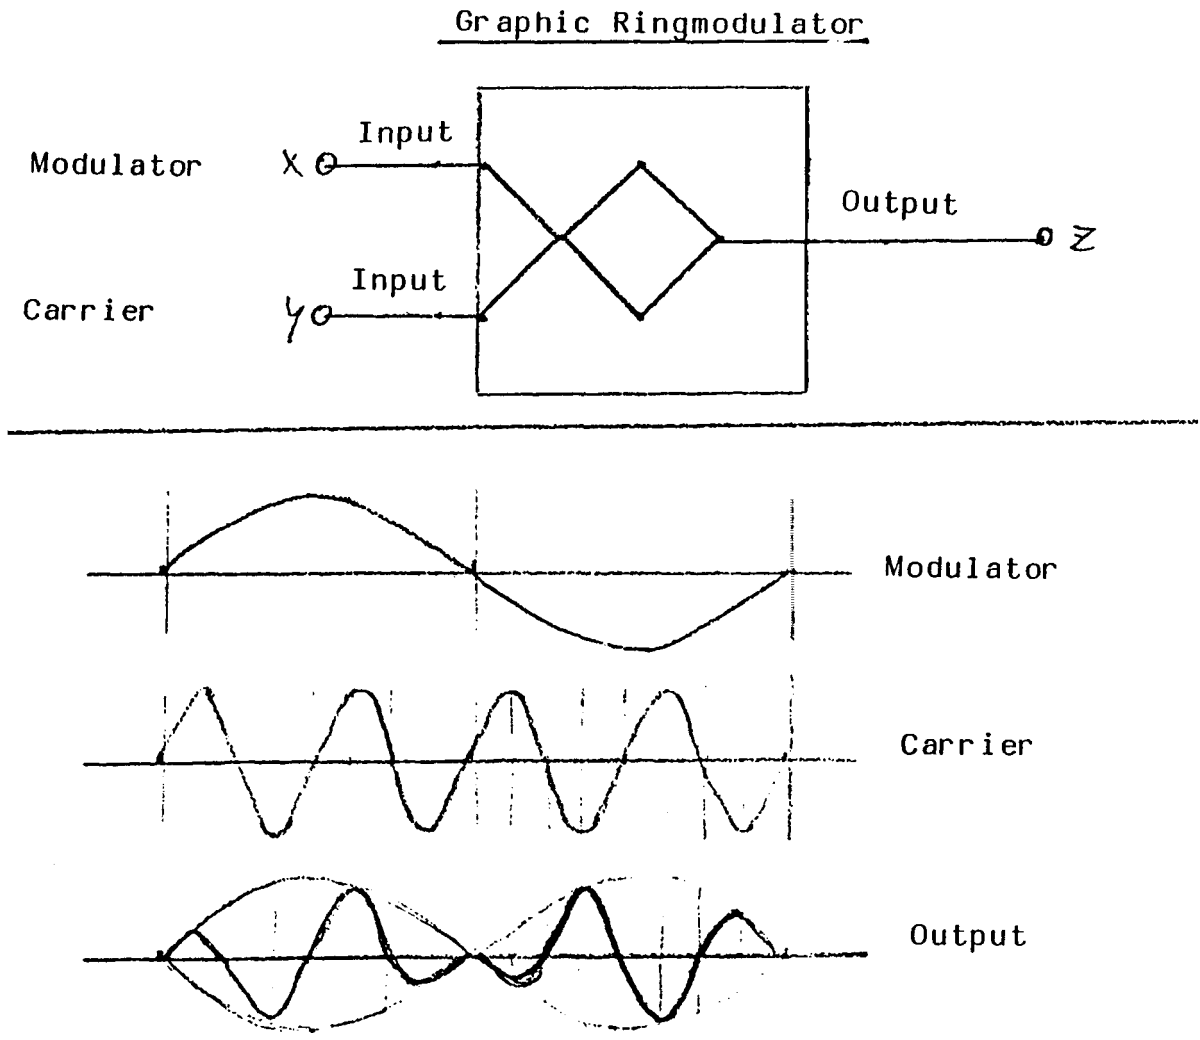 Graphic Ringmodulator
Input
Modulator X
Output
Z
Input
Carrier Y
Modulator
Carrier
Output